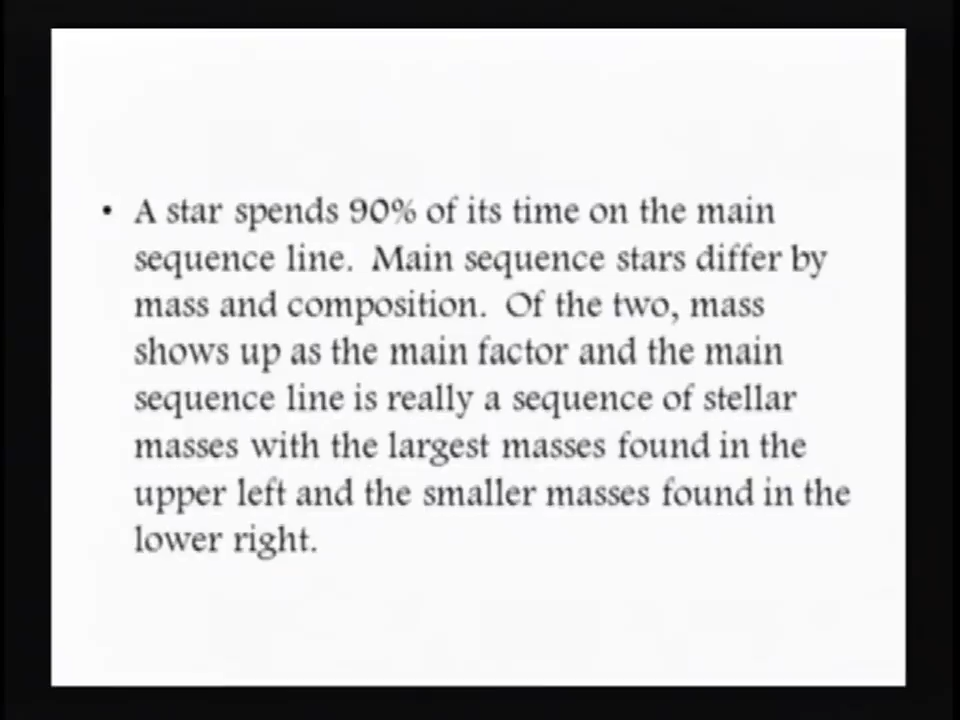 • A star spends 90% of its time on the main
sequence line.  Main sequence stars differ by
mass and composition.  Of the two, mass
shows up as the main factor and the main
sequence line is really a sequence of stellar
masses with the largest masses found in the
upper left and the smaller masses found in the
lower right.